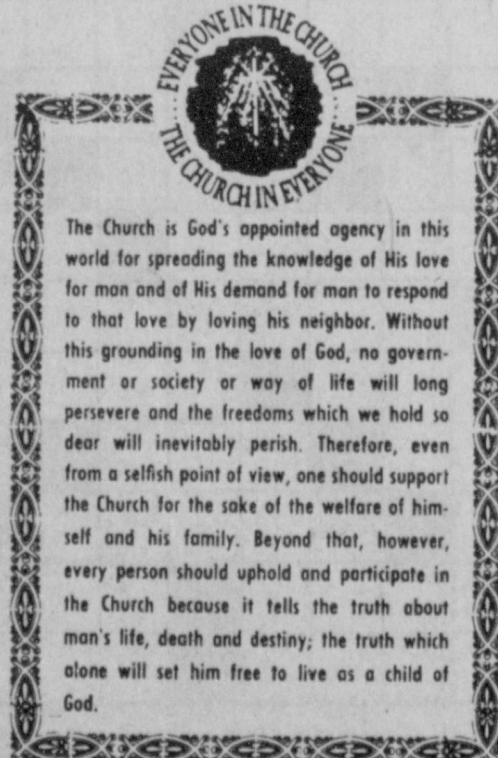 ....EVERYONE IN THE CHURCH....
THE CHURCH IN EVERYONE
The Church is God's appointed agency in this
world for spreading the knowledge of His love
for man and of His demand for man to respond
to that love by loving his neighbor. Without
this grounding in the love of God, no govern-
ment or society or way of life will long
persevere and the freedoms which we hold so
dear will inevitably perish. Therefore, even
from a selfish point of view, one should support
the Church for the sake of the welfare of him-
self and his family. Beyond that, however,
every person should uphold and participate in
the Church because it tells the truth about
man's life, death and destiny; the truth which
alone will set him free to live as a child of
God.